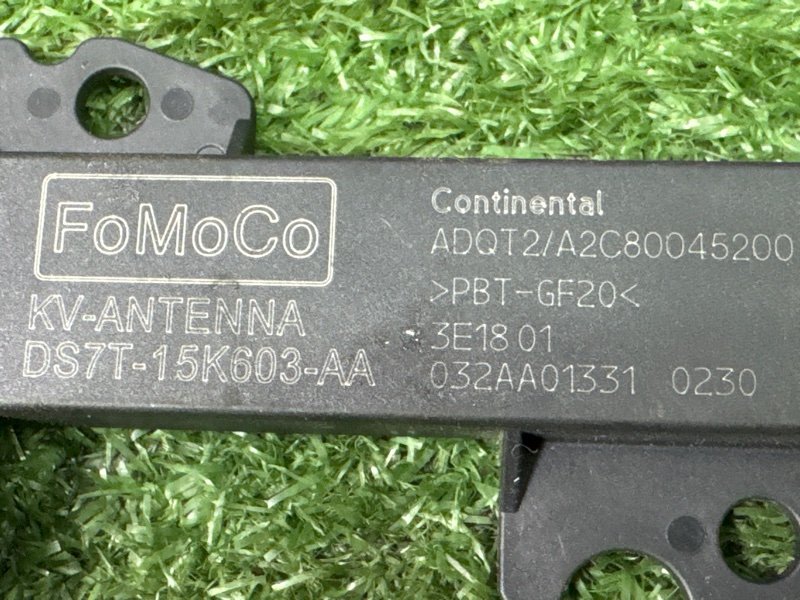 FoMoCo
KV-ANTENNA
DS7T-15K603-AA
Continental
ADQT2/A2C80045200
>PBT-GF20<
3E18 01
032AA01331 0230